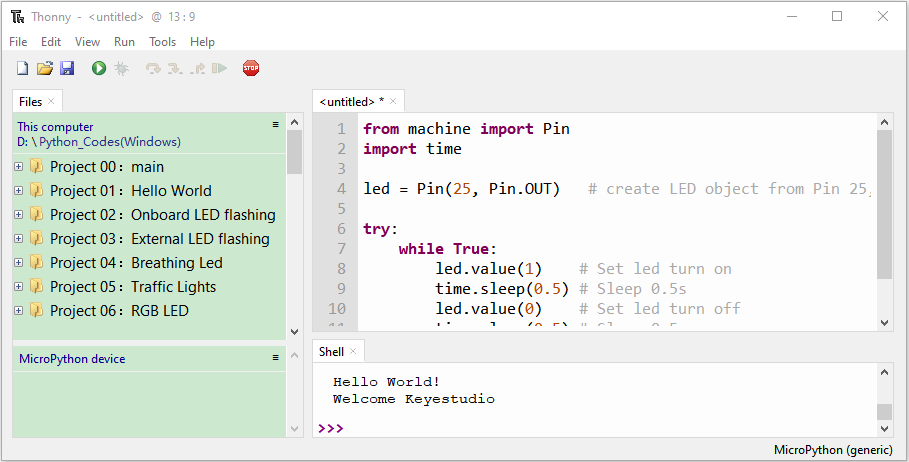 Thonny - <untitled> @ 13 : 9
File Edit View Run Tools Help
STOP
Files
This computer
D: \Python_Codes(Windows)
Project 00：main
Project 01：Hello World
Project 02：Onboard LED flashing
Project 03：External LED flashing
Project 04：Breathing Led
Project 05：Traffic Lights
Project 06：RGB LED
MicroPython device
<untitled> *
1 from machine import Pin
2 import time
3
4 led = Pin(25, Pin.OUT)   # create LED object from Pin 25,
5
6 try:
7     while True:
8         led.value(1)    # Set led turn on
9         time.sleep(0.5) # Sleep 0.5s
10         led.value(0)    # Set led turn off
11
Shell
Hello World!
Welcome Keyestudio
>>>
MicroPython (generic)